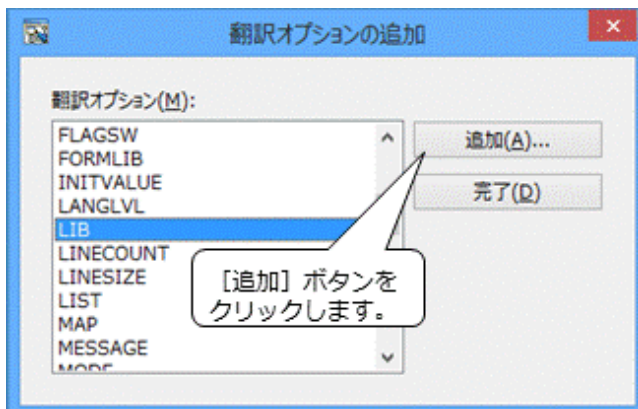 翻訳オプションの追加
翻訳オプション(M):
FLAGSW
FORMLIB
INITVALUE
LANGLVL
LIB
LINECOUNT
LINESIZE
LIST
MAP
MESSAGE
MODE
追加(A)...
完了(D)
［追加］ボタンを
クリックします。